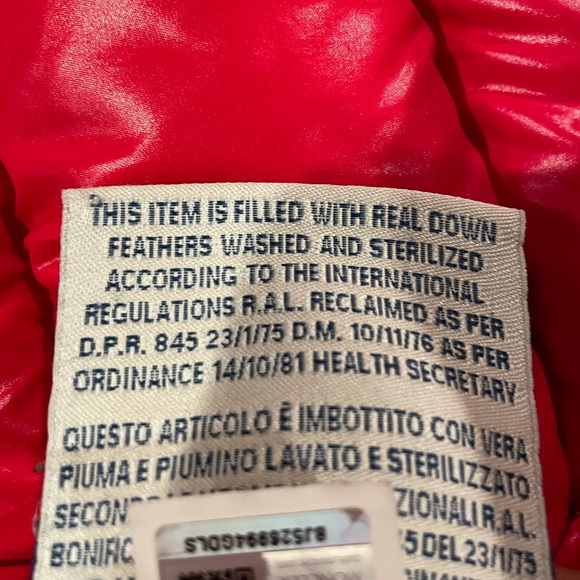 THIS ITEM IS FILLED WITH REAL DOWN
FEATHERS WASHED AND STERILIZED
ACCORDING TO THE INTERNATIONAL
REGULATIONS R.A.L. RECLAIMED AS PER
D.P.R. 845 23/1/75 D.M. 10/11/76 AS PER
ORDINANCE 14/10/81 HEALTH SECRETARY
QUESTO ARTICOLO È IMBOTTITO CON VERA
PIUMA E PIUMINO LAVATO E STERILIZZATO
SECON ZIONALI R.A.L.
BONIFIC 5 DEL 23/1/75